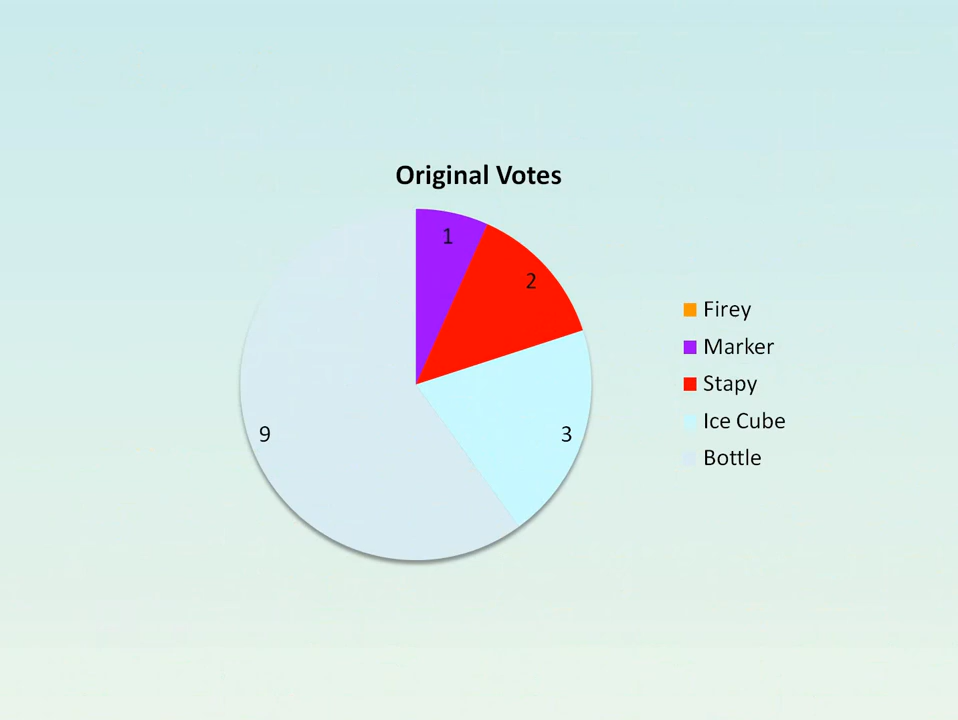 Original Votes
1
2
3
9
Firey
Marker
Stapy
Ice Cube
Bottle